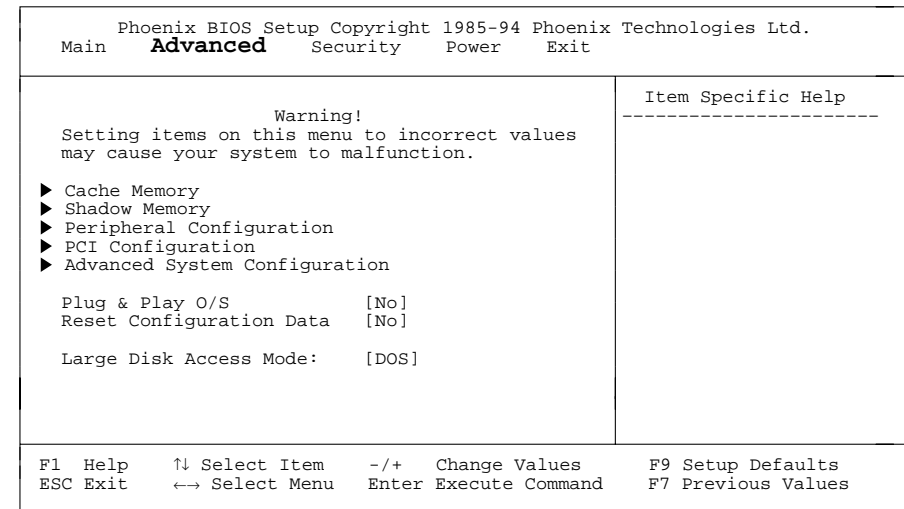 Phoenix BIOS Setup Copyright 1985-94 Phoenix Technologies Ltd.
Main Advanced Security Power Exit
Item Specific Help
-----------------------
Warning!
Setting items on this menu to incorrect values
may cause your system to malfunction.
▶ Cache Memory
▶ Shadow Memory
▶ Peripheral Configuration
▶ PCI Configuration
▶ Advanced System Configuration
Plug & Play O/S [No]
Reset Configuration Data [No]
Large Disk Access Mode: [DOS]
F1 Help ↑↓ Select Item -/+ Change Values F9 Setup Defaults
ESC Exit ←→ Select Menu Enter Execute Command F7 Previous Values